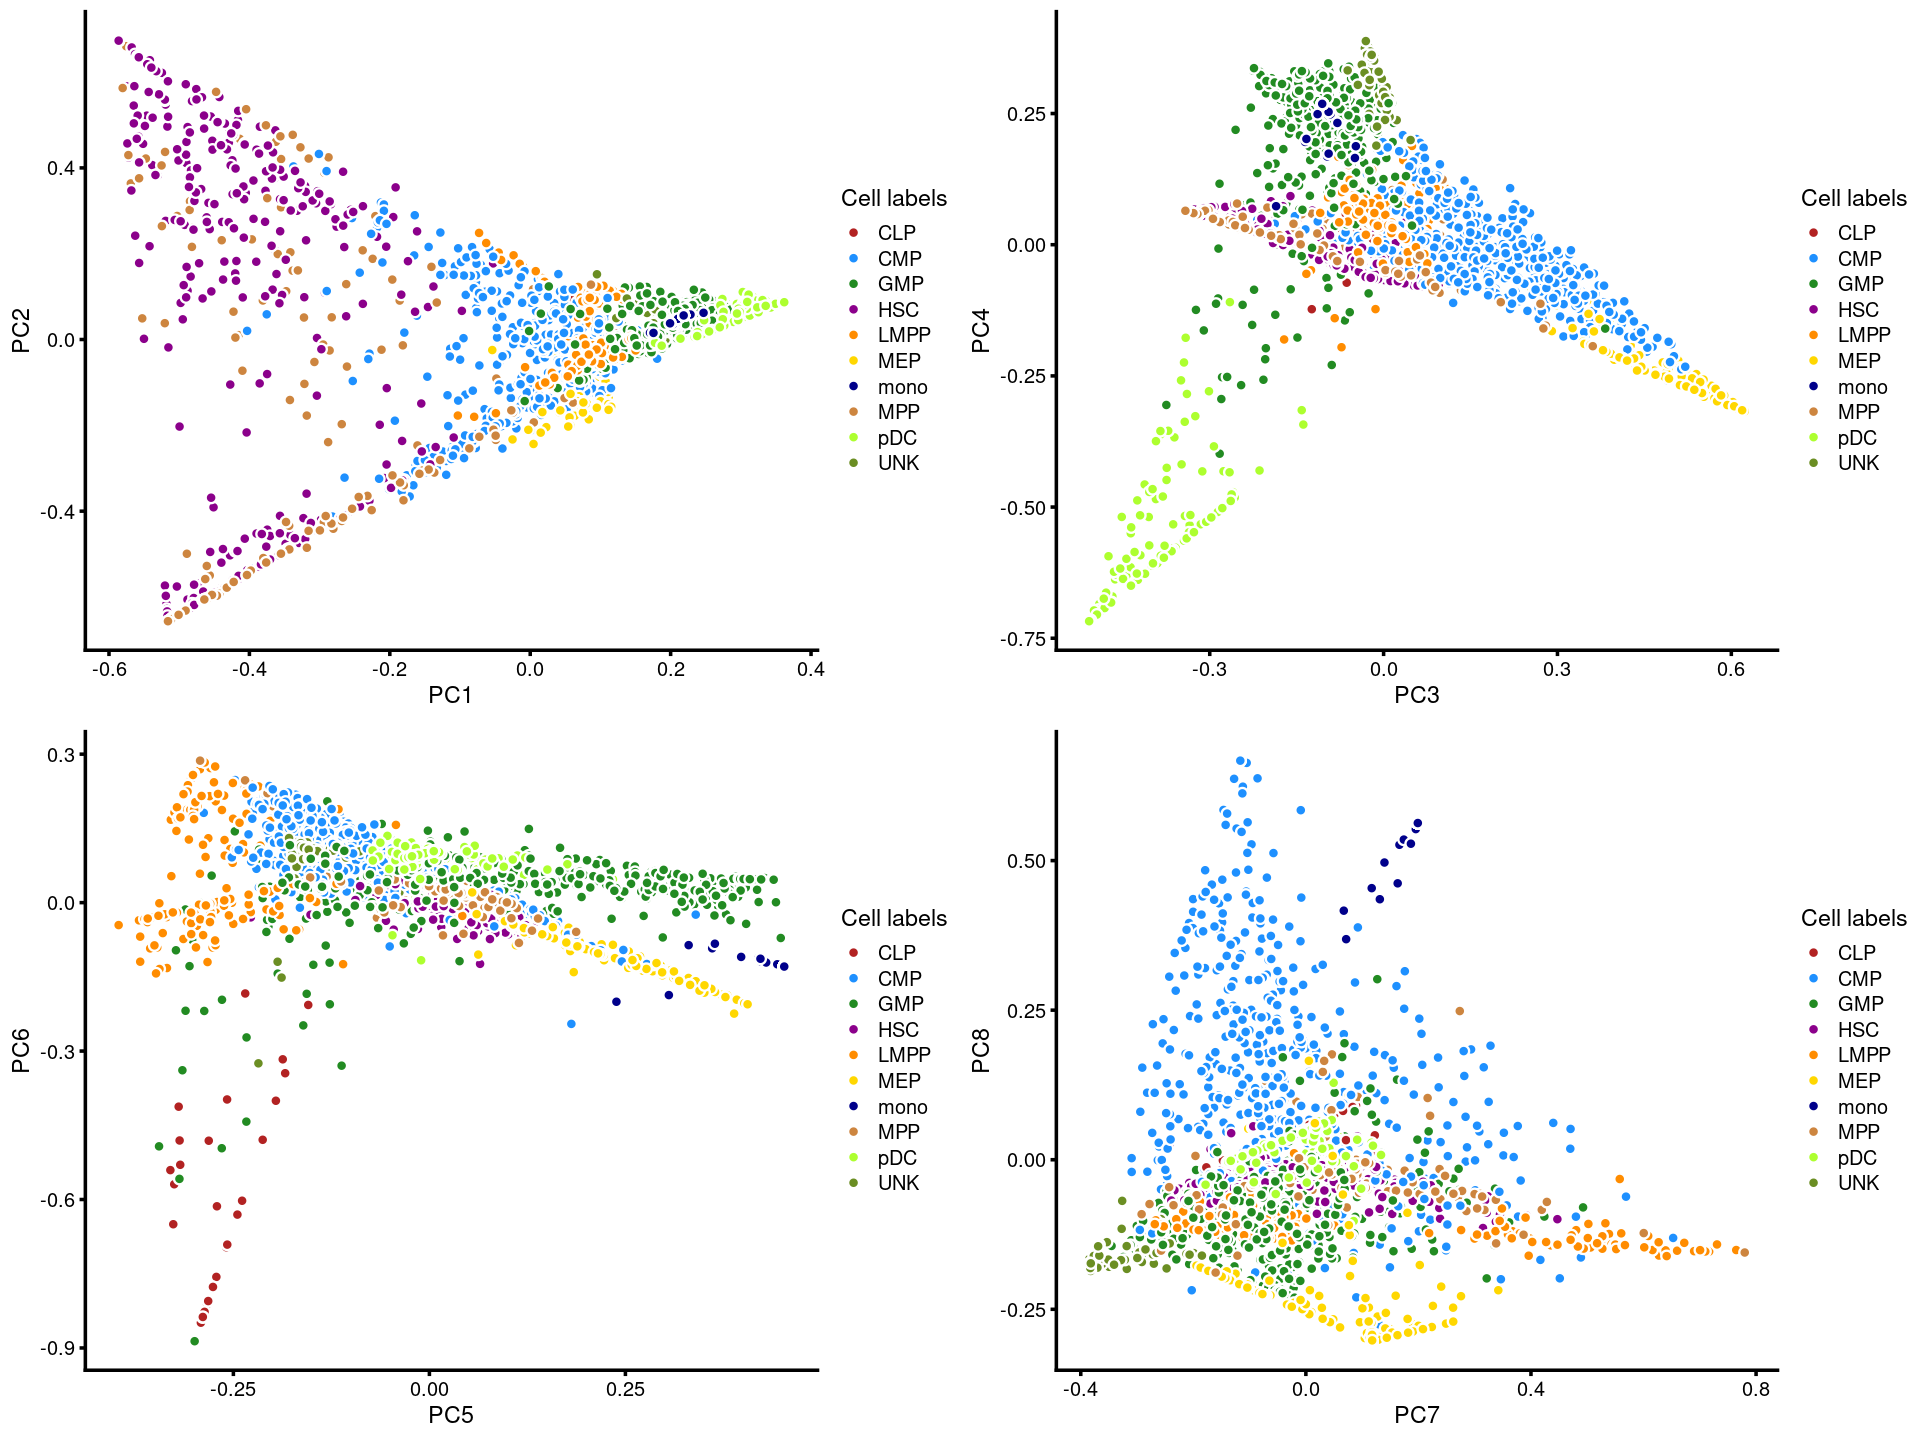 PC2
0.4
0.0
-0.4
-0.6
-0.4
-0.2
0.0
0.2
0.4
PC1
Cell labels
CLP
CMP
GMP
HSC
LMPP
MEP
mono
MPP
pDC
UNK
PC4
0.25
0.00
-0.25
-0.50
-0.75
-0.3
0.0
0.3
0.6
PC3
Cell labels
CLP
CMP
GMP
HSC
LMPP
MEP
mono
MPP
pDC
UNK
PC6
0.3
0.0
-0.3
-0.6
-0.9
-0.25
0.00
0.25
PC5
Cell labels
CLP
CMP
GMP
HSC
LMPP
MEP
mono
MPP
pDC
UNK
PC8
0.50
0.25
0.00
-0.25
-0.4
0.0
0.4
0.8
PC7
Cell labels
CLP
CMP
GMP
HSC
LMPP
MEP
mono
MPP
pDC
UNK